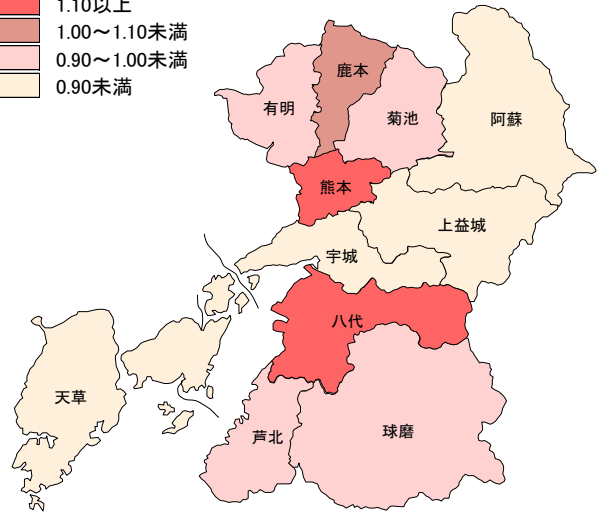 1.10以上
1.00～1.10未満
0.90～1.00未満
0.90未満
鹿本
有明
菊池
阿蘇
熊本
上益城
宇城
八代
天草
芦北
球磨